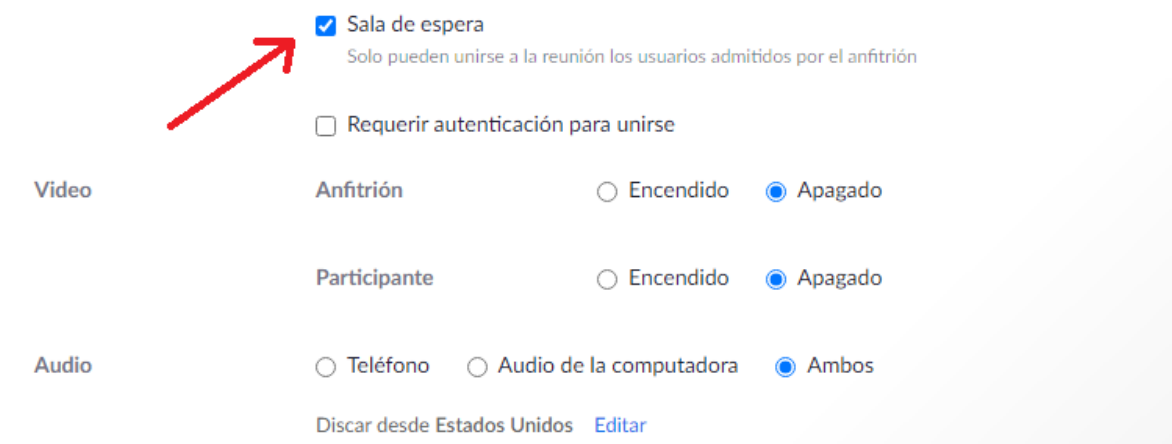 Sala de espera
Solo pueden unirse a la reunión los usuarios admitidos por el anfitrión
Requerir autenticación para unirse
Video Anfitrión Encendido Apagado
Participante Encendido Apagado
Audio Teléfono Audio de la computadora Ambos
Discar desde Estados Unidos Editar